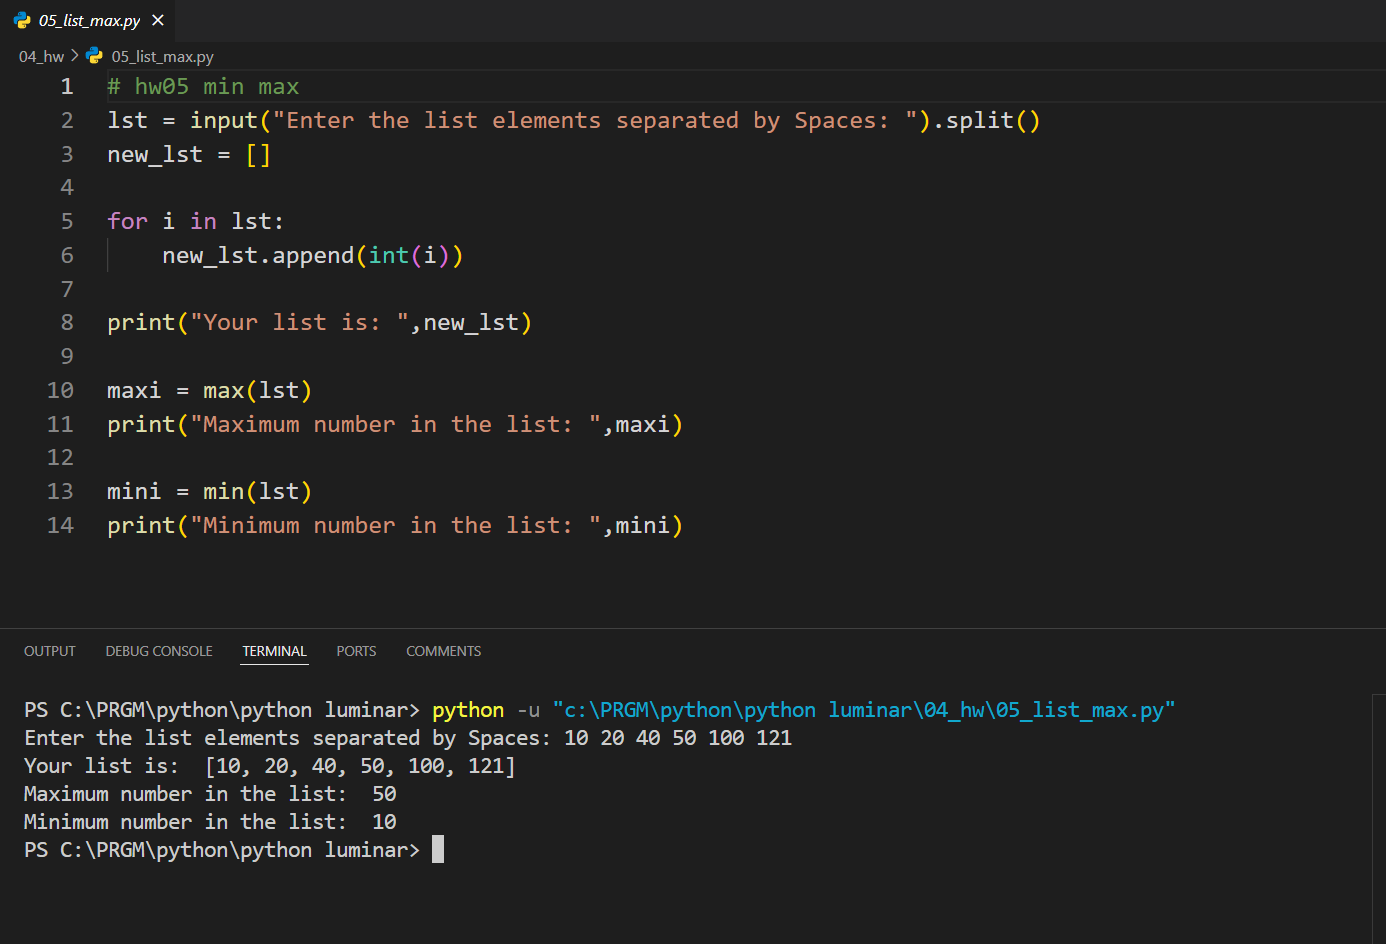 05_list_max.py
04_hw > 05_list_max.py
1 # hw05 min max
2 lst = input("Enter the list elements separated by Spaces: ").split()
3 new_lst = []
4
5 for i in lst:
6     new_lst.append(int(i))
7
8 print("Your list is: ",new_lst)
9
10 maxi = max(lst)
11 print("Maximum number in the list: ",maxi)
12
13 mini = min(lst)
14 print("Minimum number in the list: ",mini)
OUTPUT DEBUG CONSOLE TERMINAL PORTS COMMENTS
PS C:\PRGM\python\python luminar> python -u "c:\PRGM\python\python luminar\04_hw\05_list_max.py"
Enter the list elements separated by Spaces: 10 20 40 50 100 121
Your list is:  [10, 20, 40, 50, 100, 121]
Maximum number in the list:  50
Minimum number in the list:  10
PS C:\PRGM\python\python luminar>